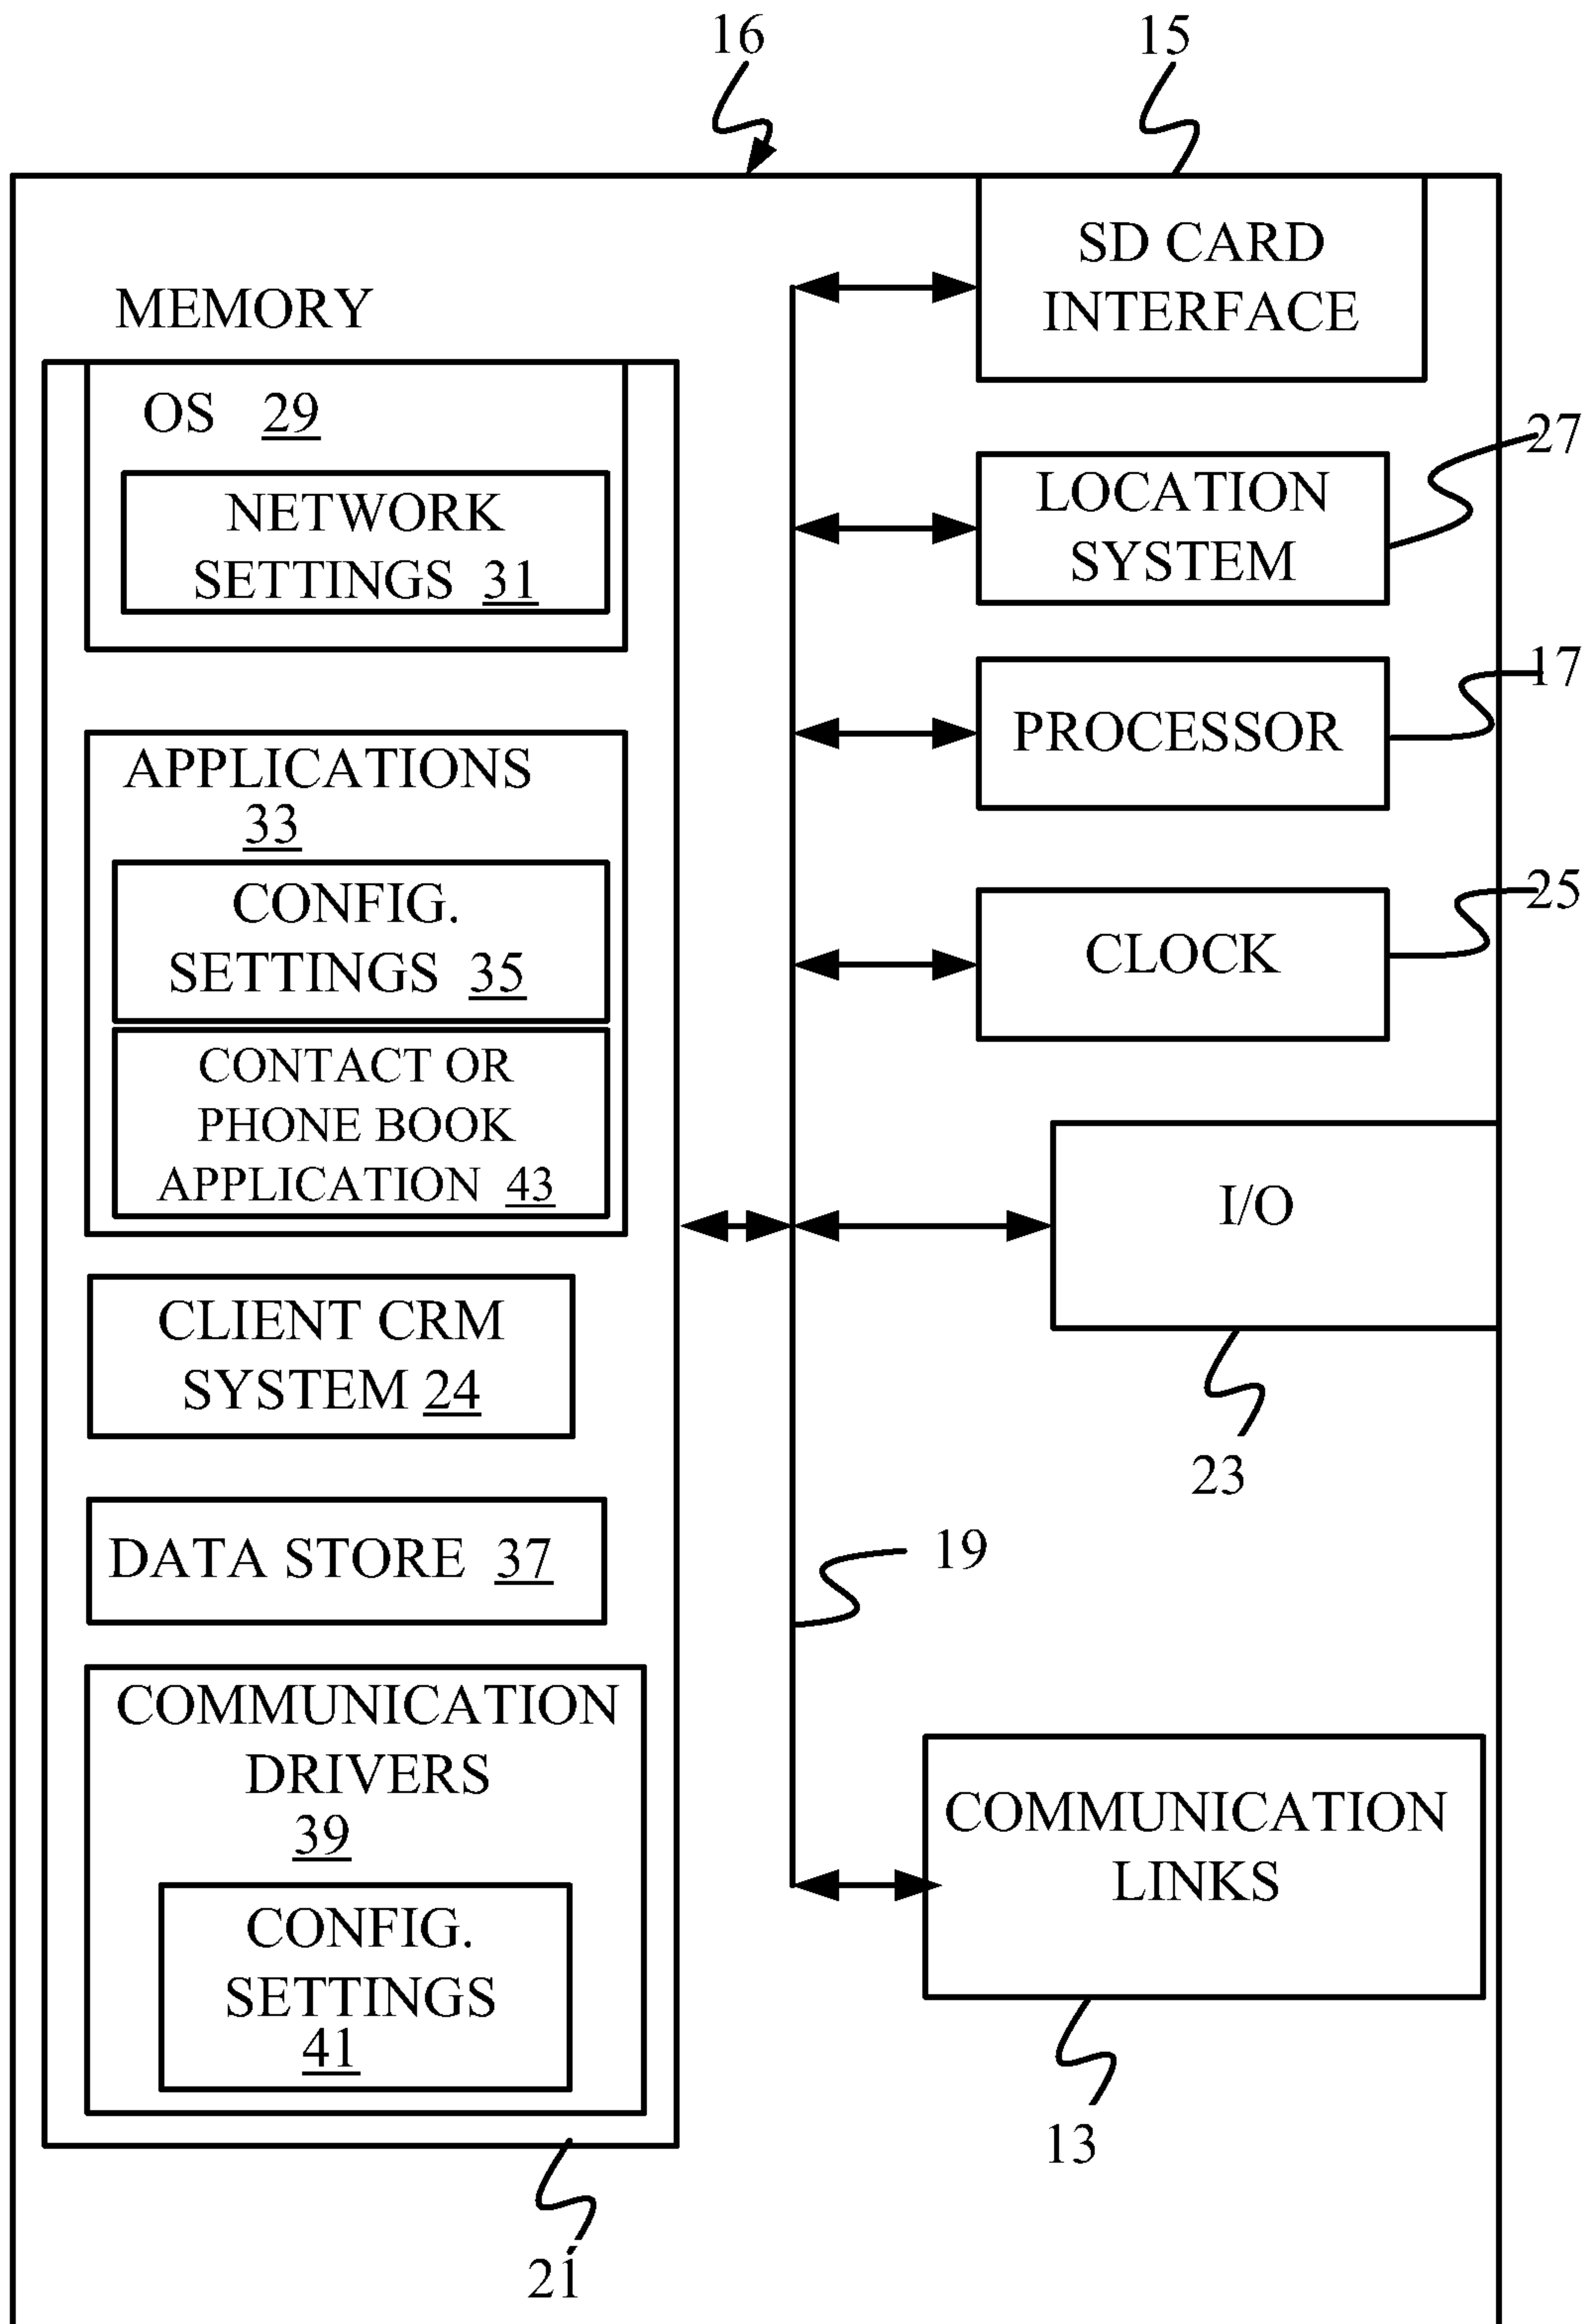 16
15
SD CARD
INTERFACE
MEMORY
OS 29
NETWORK
SETTINGS 31
27
LOCATION
SYSTEM
17
PROCESSOR
APPLICATIONS
33
CONFIG.
SETTINGS 35
CONTACT OR
PHONE BOOK
APPLICATION 43
25
CLOCK
I/O
23
CLIENT CRM
SYSTEM 24
DATA STORE 37
19
COMMUNICATION
DRIVERS
39
CONFIG.
SETTINGS
41
COMMUNICATION
LINKS
13
21